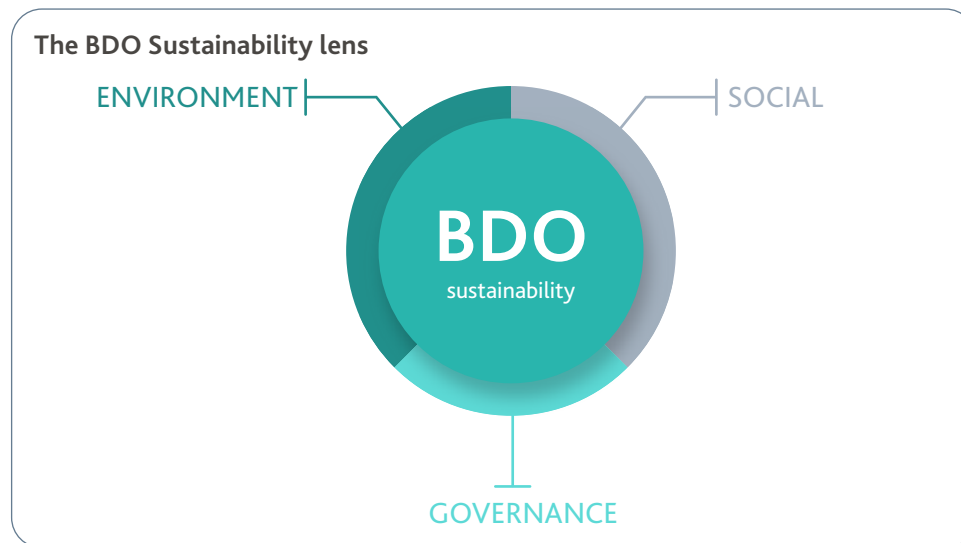 The BDO Sustainability lens
ENVIRONMENT
SOCIAL
BDO
sustainability
GOVERNANCE